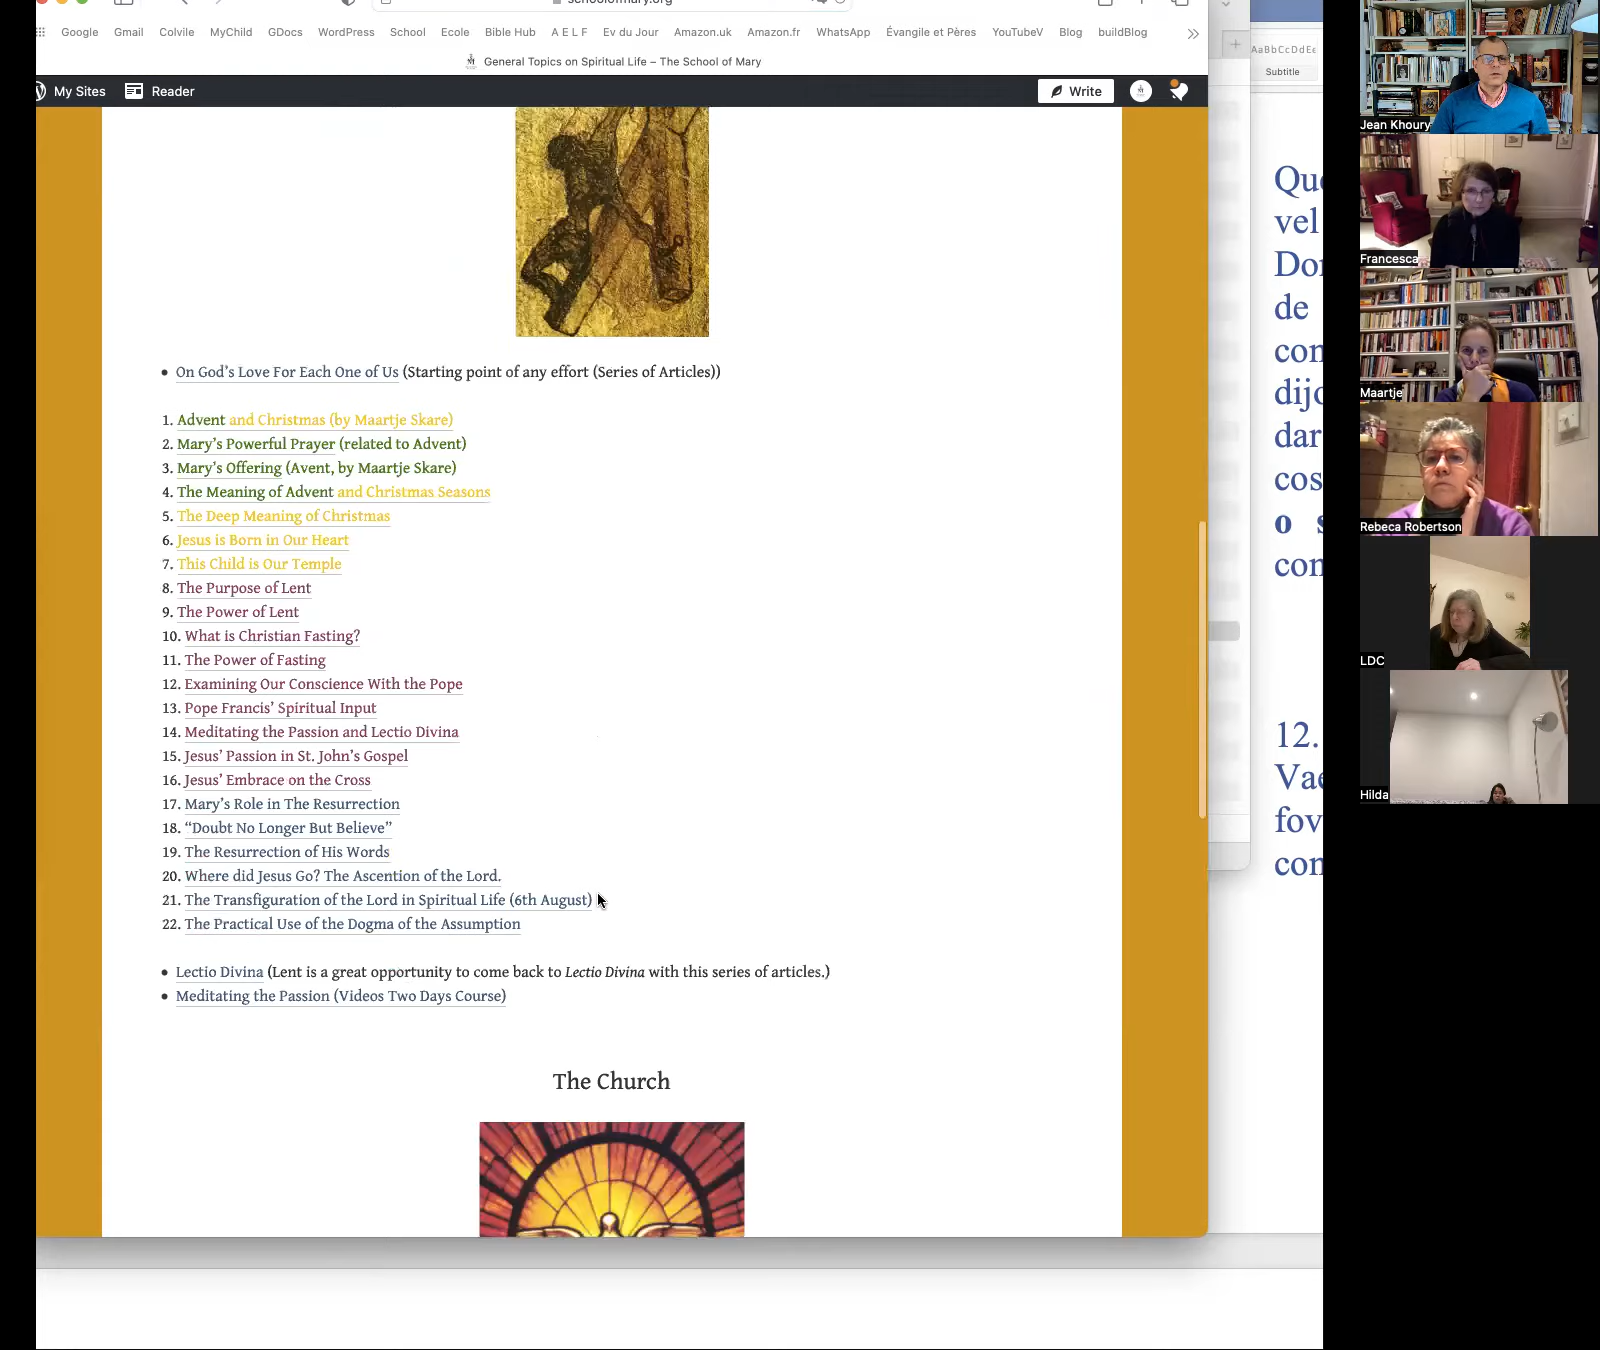 schoolofmary.org
Google Gmail Colvile MyChild GDocs WordPress School Ecole Bible Hub A E L F Ev du Jour Amazon.uk Amazon.fr WhatsApp Évangile et Pères YouTubeV Blog buildBlog
General Topics on Spiritual Life – The School of Mary
My Sites Reader Write
On God's Love For Each One of Us (Starting point of any effort (Series of Articles))
1. Advent and Christmas (by Maartje Skare)
2. Mary's Powerful Prayer (related to Advent)
3. Mary's Offering (Avent, by Maartje Skare)
4. The Meaning of Advent and Christmas Seasons
5. The Deep Meaning of Christmas
6. Jesus is Born in Our Heart
7. This Child is Our Temple
8. The Purpose of Lent
9. The Power of Lent
10. What is Christian Fasting?
11. The Power of Fasting
12. Examining Our Conscience With the Pope
13. Pope Francis' Spiritual Input
14. Meditating the Passion and Lectio Divina
15. Jesus' Passion in St. John's Gospel
16. Jesus' Embrace on the Cross
17. Mary's Role in The Resurrection
18. “Doubt No Longer But Believe”
19. The Resurrection of His Words
20. Where did Jesus Go? The Ascention of the Lord.
21. The Transfiguration of the Lord in Spiritual Life (6th August)
22. The Practical Use of the Dogma of the Assumption
Lectio Divina (Lent is a great opportunity to come back to Lectio Divina with this series of articles.)
Meditating the Passion (Videos Two Days Course)
The Church
AaBbCcDdEe
Subtitle
vel
de
con
dar
cos
o s
con
12.
fov
con
Jean Khoury
Francesca
Maartje
Rebeca Robertson
LDC
Hilda